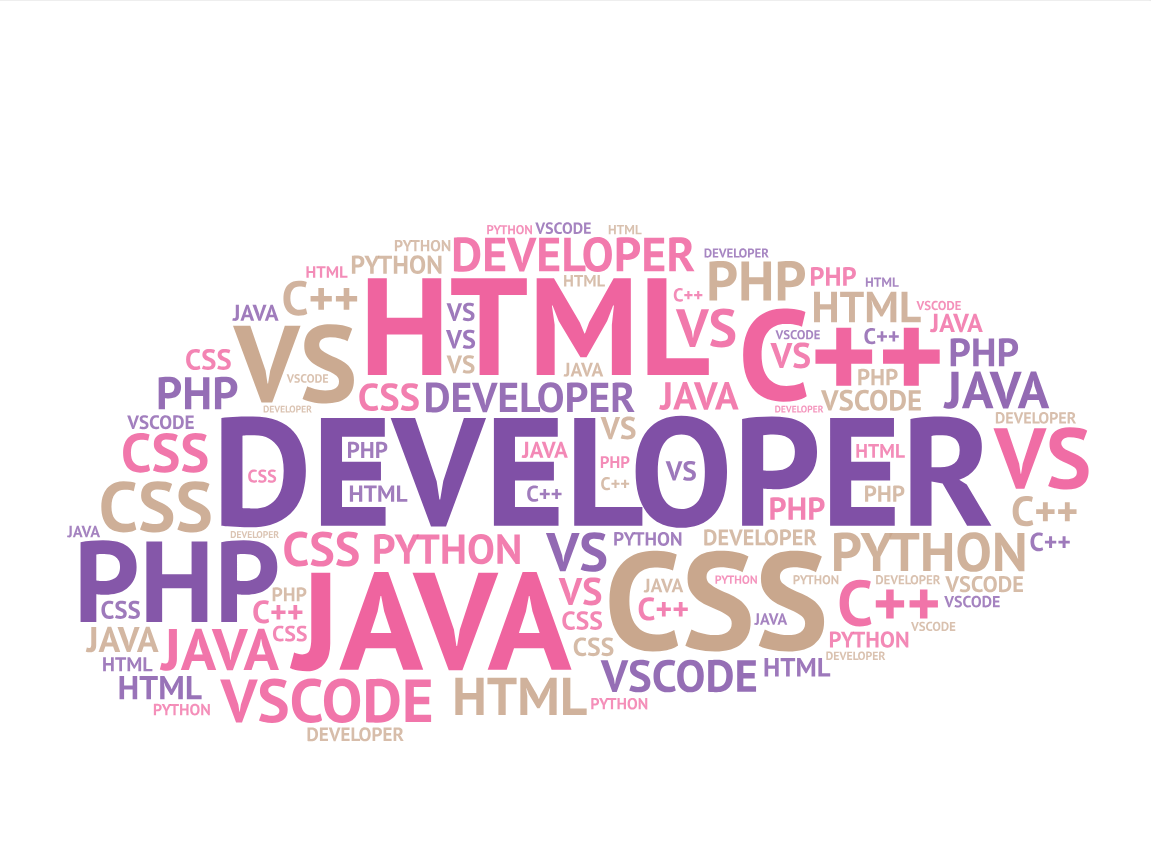 PYTHON VSCODE HTML
PYTHON DEVELOPER DEVELOPER
HTML PYTHON HTML PHP PHP HTML
JAVA C++ HTML C++ HTML VSCODE
VS VS VS C++ VSCODE C++ JAVA
CSS VS VS PHP
VSCODE VS JAVA PHP
PHP CSS DEVELOPER JAVA VSCODE JAVA
DEVELOPER DEVELOPER DEVELOPER
VSCODE DEVELOPER VS VS
CSS PHP JAVA HTML
CSS PHP VS
CSS HTML C++ C++ PHP
PHP C++
JAVA DEVELOPER CSS PYTHON VS PYTHON DEVELOPER PYTHON C++
PHP JAVA VS JAVA CSS PYTHON PYTHON DEVELOPER VSCODE
PHP C++ VSCODE
CSS C++ C++
JAVA JAVA CSS CSS JAVA VSCODE
CSS PYTHON
HTML DEVELOPER
HTML VSCODE HTML VSCODE HTML
PYTHON PYTHON
DEVELOPER